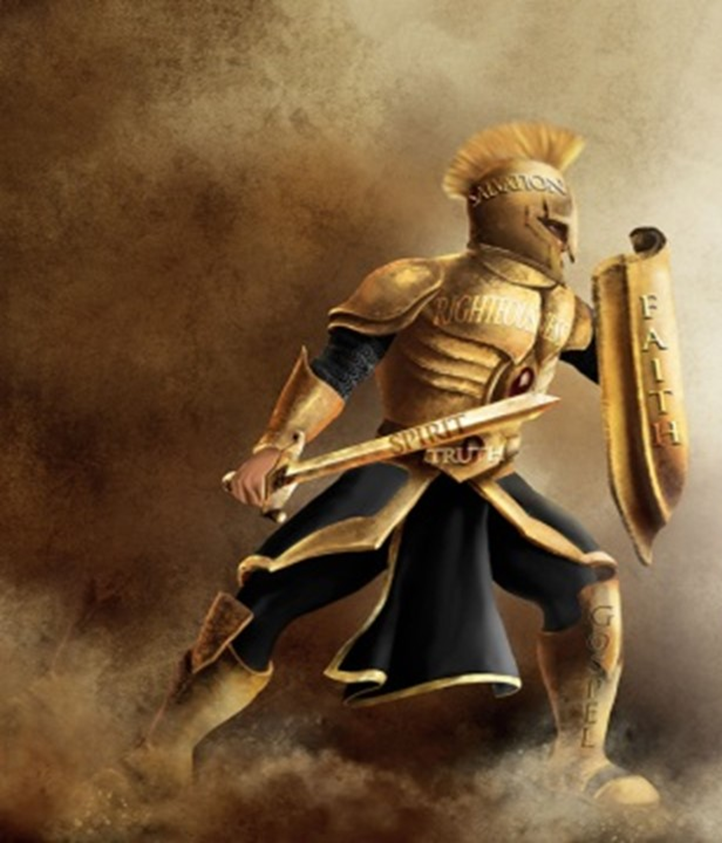 SALVATION
RIGHTEOUSNESS
FAITH
SPIRIT
TRUTH
GOSPEL